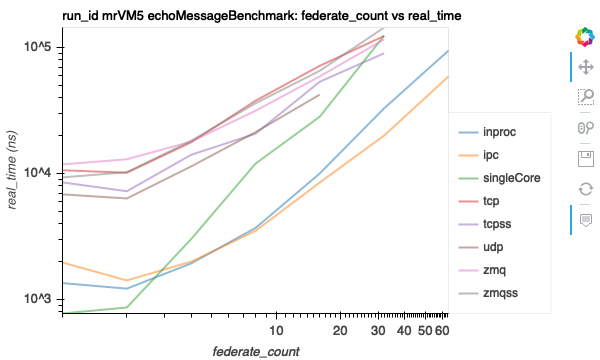 run_id mrVM5 echoMessageBenchmark: federate_count vs real_time
10^5
10^4
10^3
real_time (ns)
10
20
30
40
50
60
federate_count
inproc
ipc
singleCore
tcp
tcpss
udp
zmq
zmqss